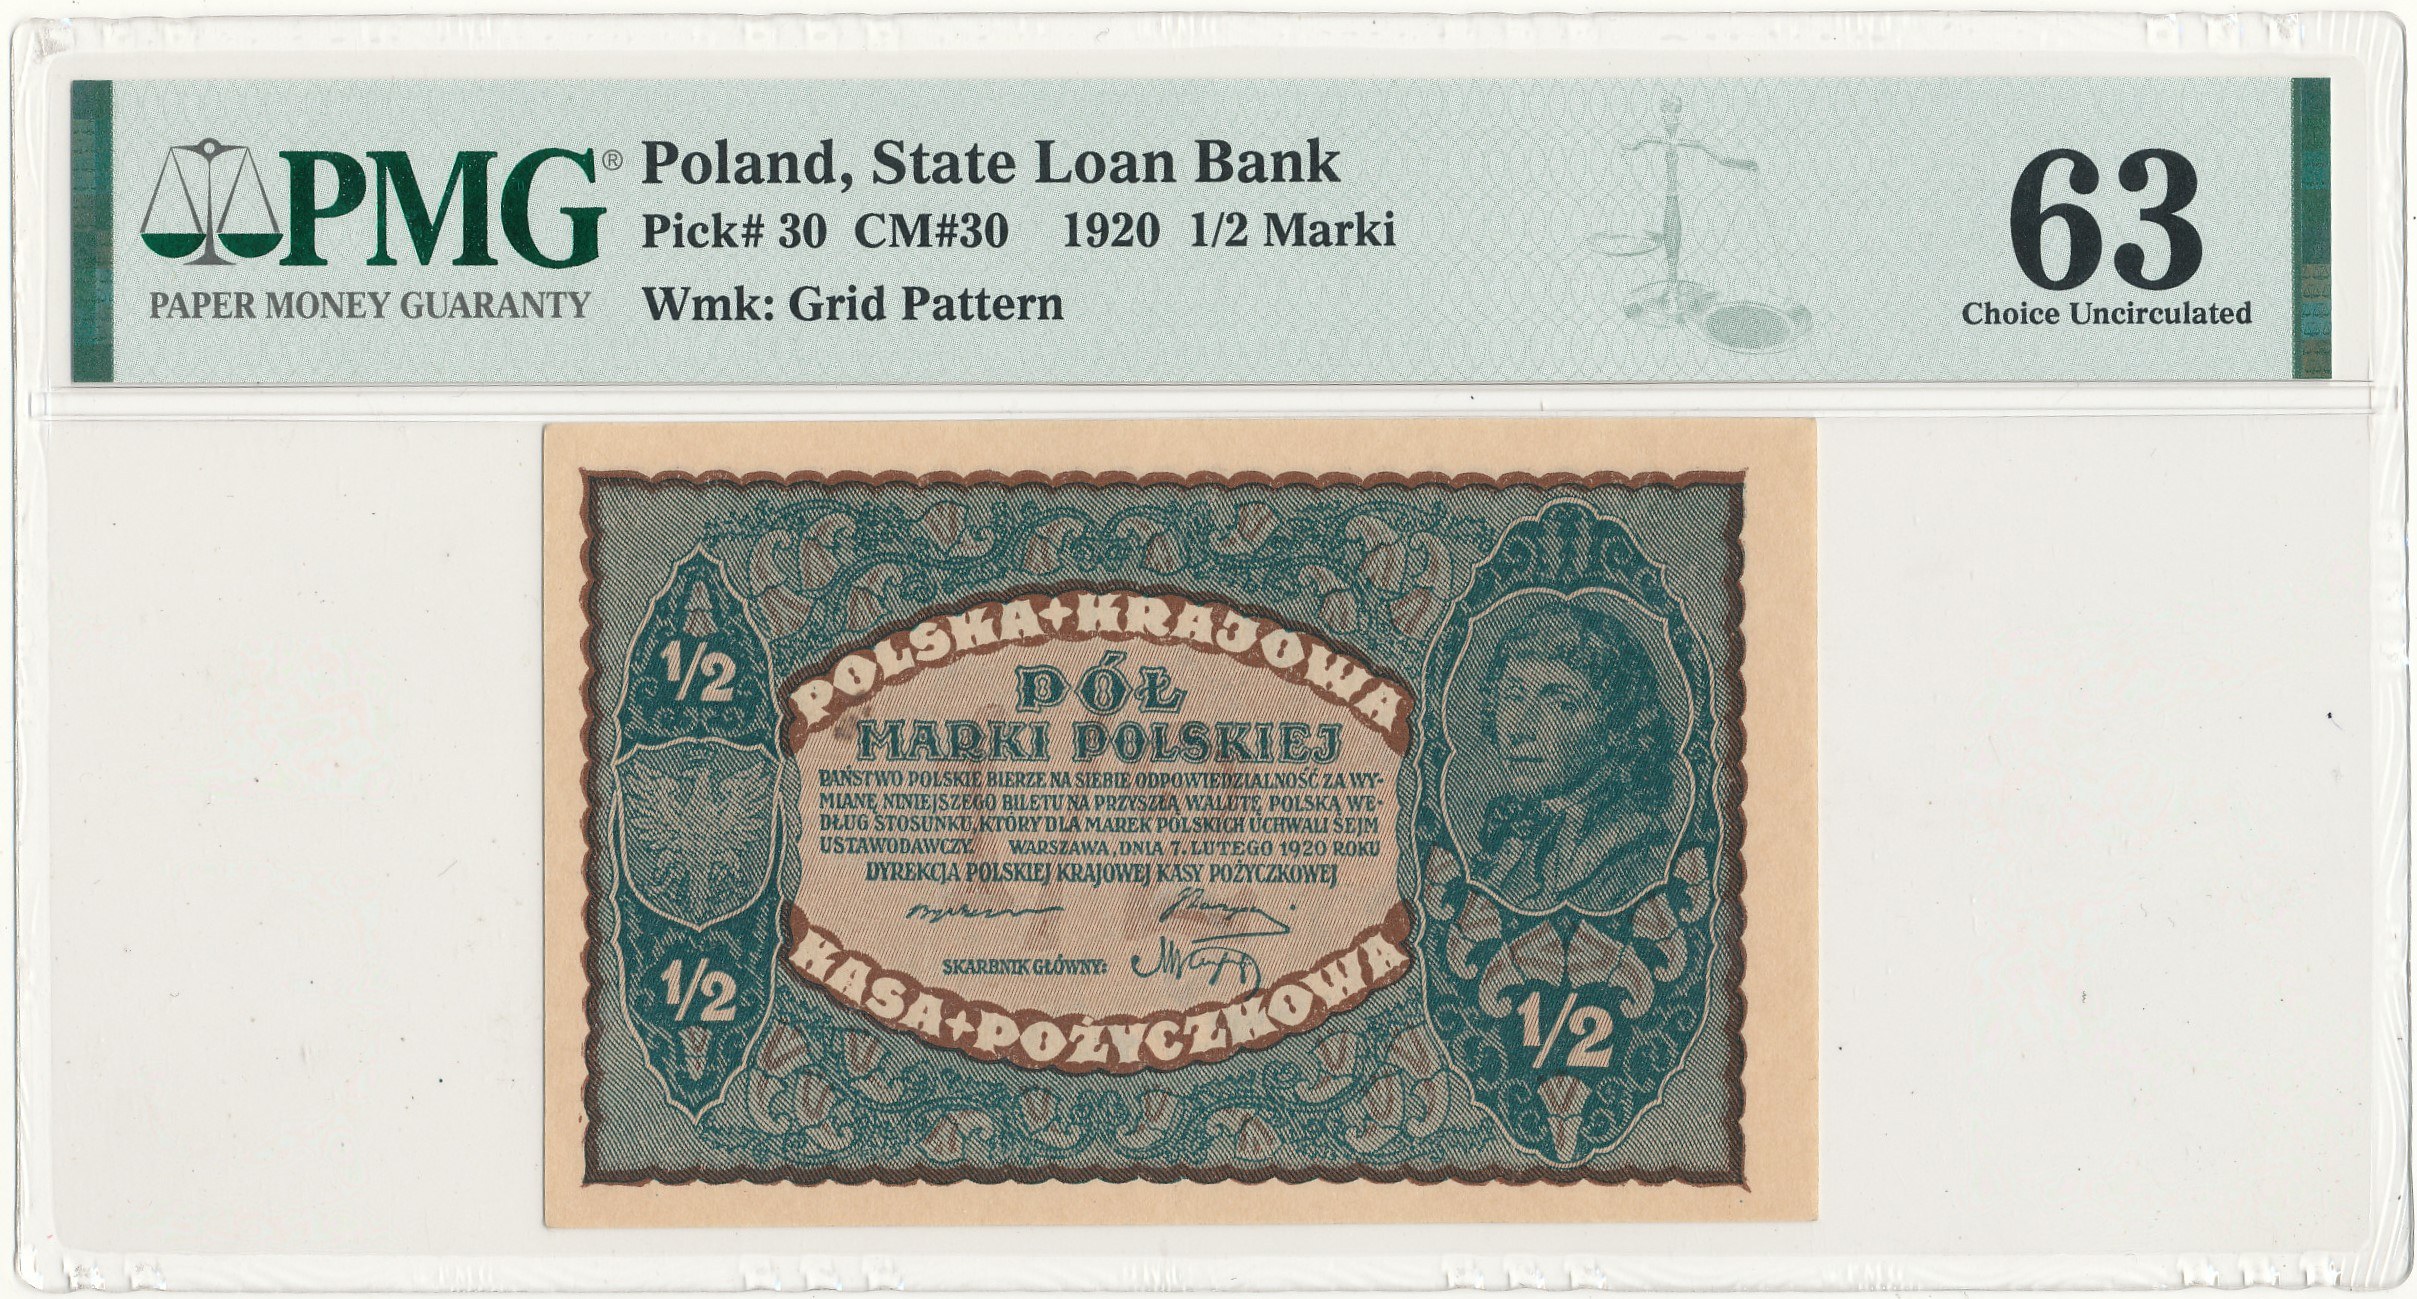 PMG®
PAPER MONEY GUARANTY
Poland, State Loan Bank
Pick# 30 CM#30 1920 1/2 Marki
Wmk: Grid Pattern
63
Choice Uncirculated
POLSKA + KRAJOWA
1/2
PÓŁ
MARKI POLSKIEJ
PAŃSTWO POLSKIE BIERZE NA SIEBIE ODPOWIEDZIALNOŚĆ ZA WY-
MIANĘ NINIEJSZEGO BILETU NA PRZYSZŁĄ WALUTĘ POLSKĄ WE-
DŁUG STOSUNKU, KTÓRY DLA MAREK POLSKICH UCHWALI SEJM
USTAWODAWCZY. WARSZAWA, DNIA 7. LUTEGO 1920 ROKU
DYREKCJA POLSKIEJ KRAJOWEJ KASY POŻYCZKOWEJ
SKARBNIK GŁÓWNY:
1/2
1/2
KASA + POŻYCZKOWA